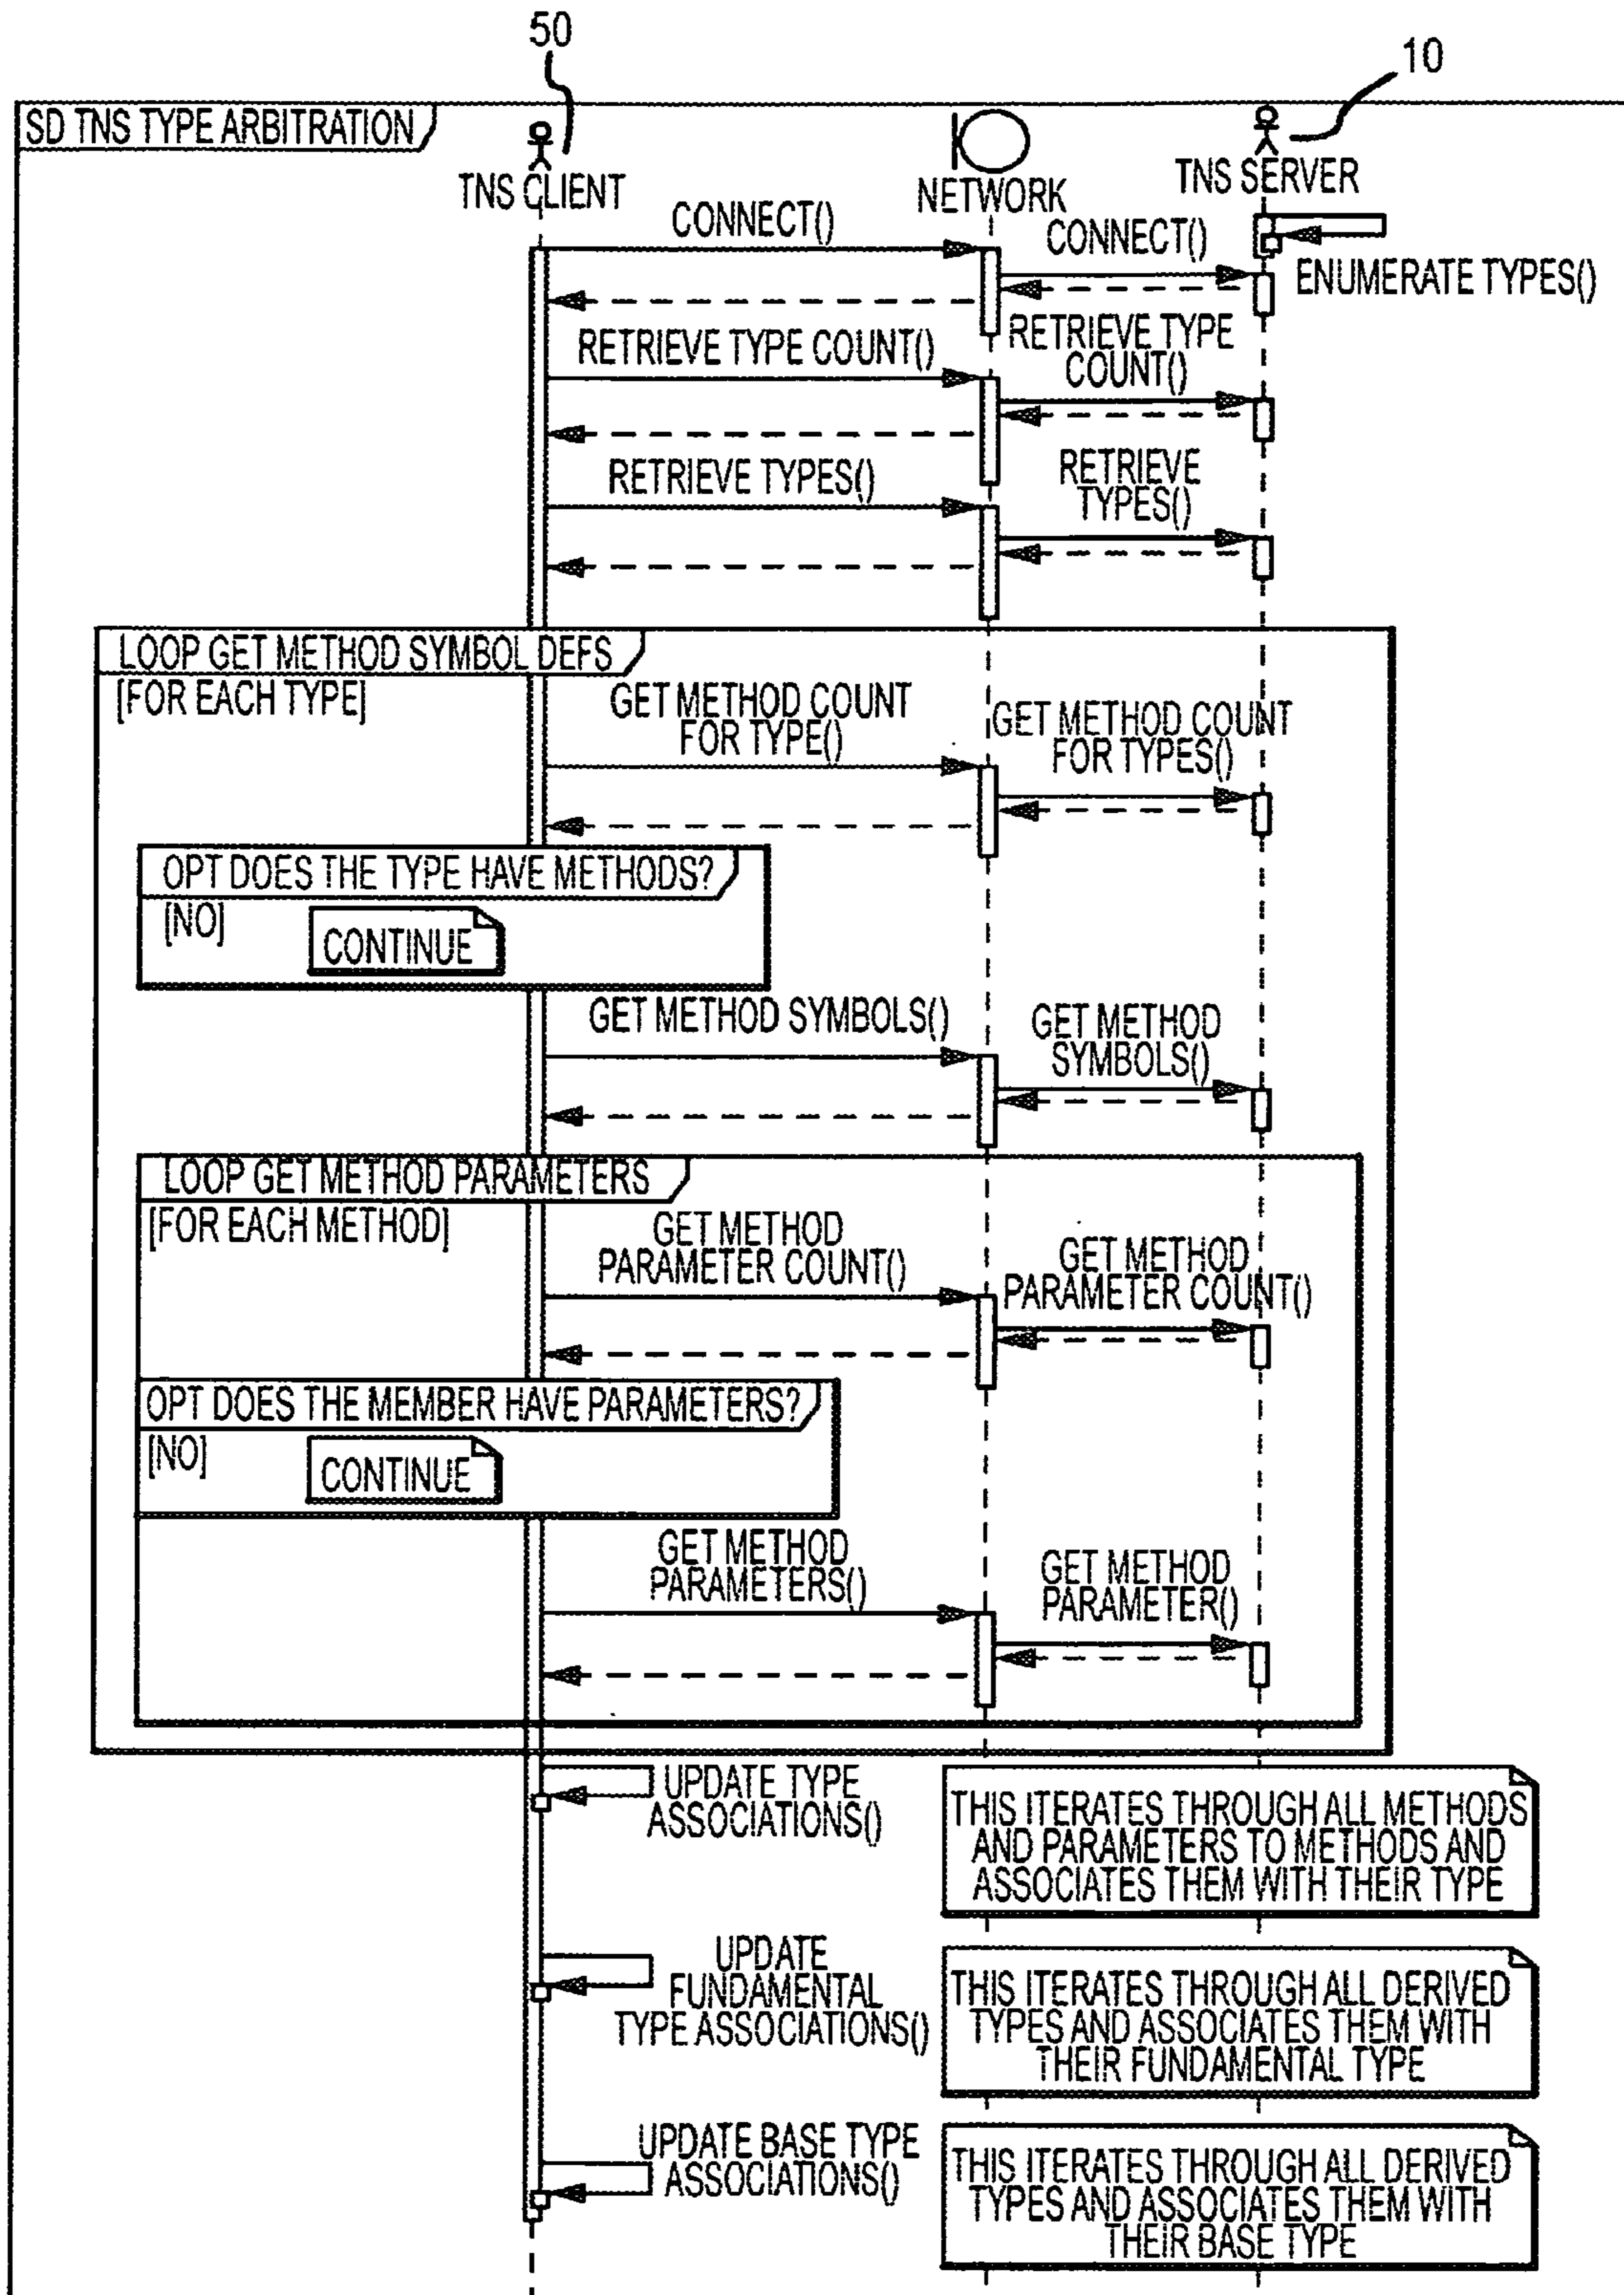 50
10
SD TNS TYPE ARBITRATION
TNS CLIENT
NETWORK
TNS SERVER
CONNECT()
CONNECT()
ENUMERATE TYPES()
RETRIEVE TYPE COUNT()
RETRIEVE TYPE
COUNT()
RETRIEVE TYPES()
RETRIEVE
TYPES()
LOOP GET METHOD SYMBOL DEFS
[FOR EACH TYPE]
GET METHOD COUNT
FOR TYPE()
GET METHOD COUNT
FOR TYPES()
OPT DOES THE TYPE HAVE METHODS?
[NO]
CONTINUE
GET METHOD SYMBOLS()
GET METHOD
SYMBOLS()
LOOP GET METHOD PARAMETERS
[FOR EACH METHOD]
GET METHOD
PARAMETER COUNT()
GET METHOD
PARAMETER COUNT()
OPT DOES THE MEMBER HAVE PARAMETERS?
[NO]
CONTINUE
GET METHOD
PARAMETERS()
GET METHOD
PARAMETER()
UPDATE TYPE
ASSOCIATIONS()
THIS ITERATES THROUGH ALL METHODS
AND PARAMETERS TO METHODS AND
ASSOCIATES THEM WITH THEIR TYPE
UPDATE
FUNDAMENTAL
TYPE ASSOCIATIONS()
THIS ITERATES THROUGH ALL DERIVED
TYPES AND ASSOCIATES THEM WITH
THEIR FUNDAMENTAL TYPE
UPDATE BASE TYPE
ASSOCIATIONS()
THIS ITERATES THROUGH ALL DERIVED
TYPES AND ASSOCIATES THEM WITH
THEIR BASE TYPE